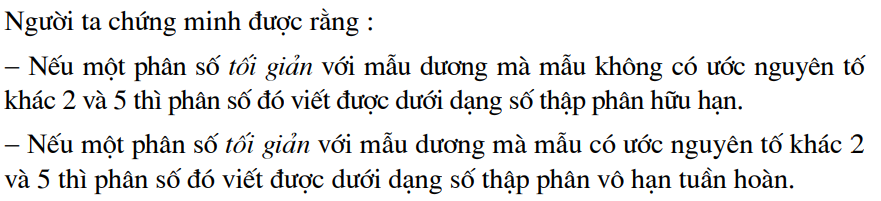 Người ta chứng minh được rằng :
– Nếu một phân số tối giản với mẫu dương mà mẫu không có ước nguyên tố
khác 2 và 5 thì phân số đó viết được dưới dạng số thập phân hữu hạn.
– Nếu một phân số tối giản với mẫu dương mà mẫu có ước nguyên tố khác 2
và 5 thì phân số đó viết được dưới dạng số thập phân vô hạn tuần hoàn.